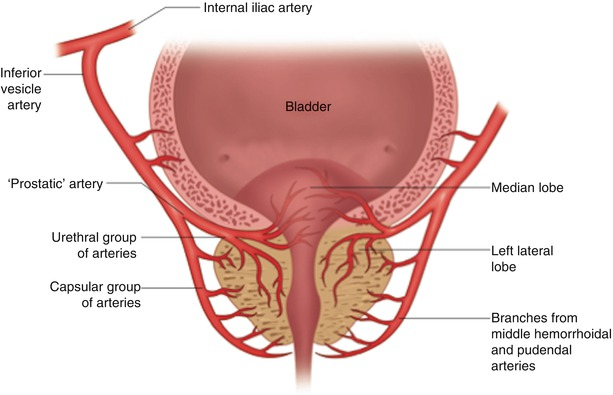 Internal iliac artery
Inferior
vesicle
artery
Bladder
'Prostatic' artery
Median lobe
Urethral group
of arteries
Left lateral
lobe
Capsular group
of arteries
Branches from
middle hemorrhoidal
and pudendal
arteries